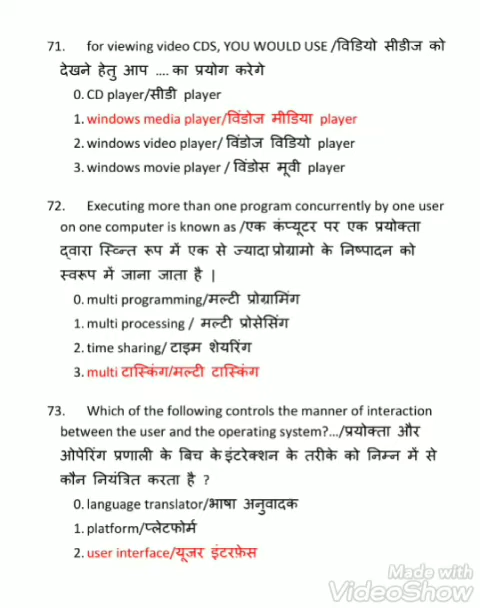 71. for viewing video CDS, YOU WOULD USE /विडियो सीडीज को
देखने हेतु आप .... का प्रयोग करेगे
0. CD player/सीडी player
1. windows media player/विंडोज मीडिया player
2. windows video player/ विंडोज विडियो player
3. windows movie player / विंडोस मूवी player
72. Executing more than one program concurrently by one user
on one computer is known as /एक कंप्यूटर पर एक प्रयोक्ता
द्वारा रूप में एक से ज्यादा प्रोग्रामो के निष्पादन को
स्वरूप में जाना जाता है |
0. multi programming/मल्टी प्रोग्रामिंग
1. multi processing / मल्टी प्रोसेसिंग
2. time sharing/ टाइम शेयरिंग
3. multi टास्किंग/मल्टी टास्किंग
73. Which of the following controls the manner of interaction
between the user and the operating system?.../प्रयोक्ता और
ओपेरिंग प्रणाली के बिच के इंटरेक्शन के तरीके को निम्न में से
कौन नियंत्रित करता है ?
0. language translator/भाषा अनुवादक
1. platform/प्लेटफोर्म
2. user interface/यूजर इंटरफ़ेस
Made with
VideoShow